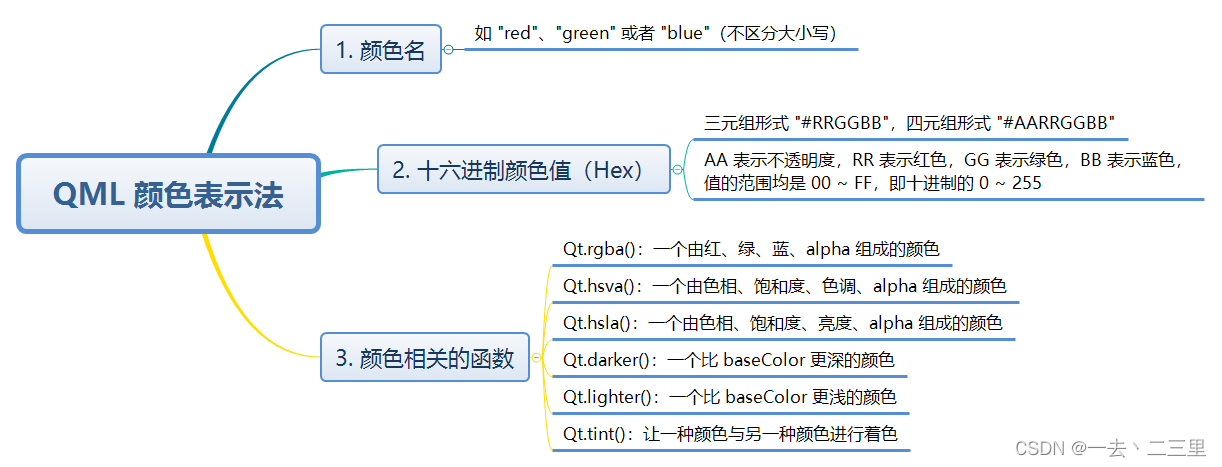 QML 颜色表示法
1. 颜色名
如 "red"、"green" 或者 "blue"（不区分大小写）
2. 十六进制颜色值（Hex）
三元组形式 "#RRGGBB"，四元组形式 "#AARRGGBB"
AA 表示不透明度，RR 表示红色，GG 表示绿色，BB 表示蓝色，
值的范围均是 00 ~ FF，即十进制的 0 ~ 255
3. 颜色相关的函数
Qt.rgba()：一个由红、绿、蓝、alpha 组成的颜色
Qt.hsva()：一个由色相、饱和度、色调、alpha 组成的颜色
Qt.hsla()：一个由色相、饱和度、亮度、alpha 组成的颜色
Qt.darker()：一个比 baseColor 更深的颜色
Qt.lighter()：一个比 baseColor 更浅的颜色
Qt.tint()：让一种颜色与另一种颜色进行着色
CSDN @一去丶二三里